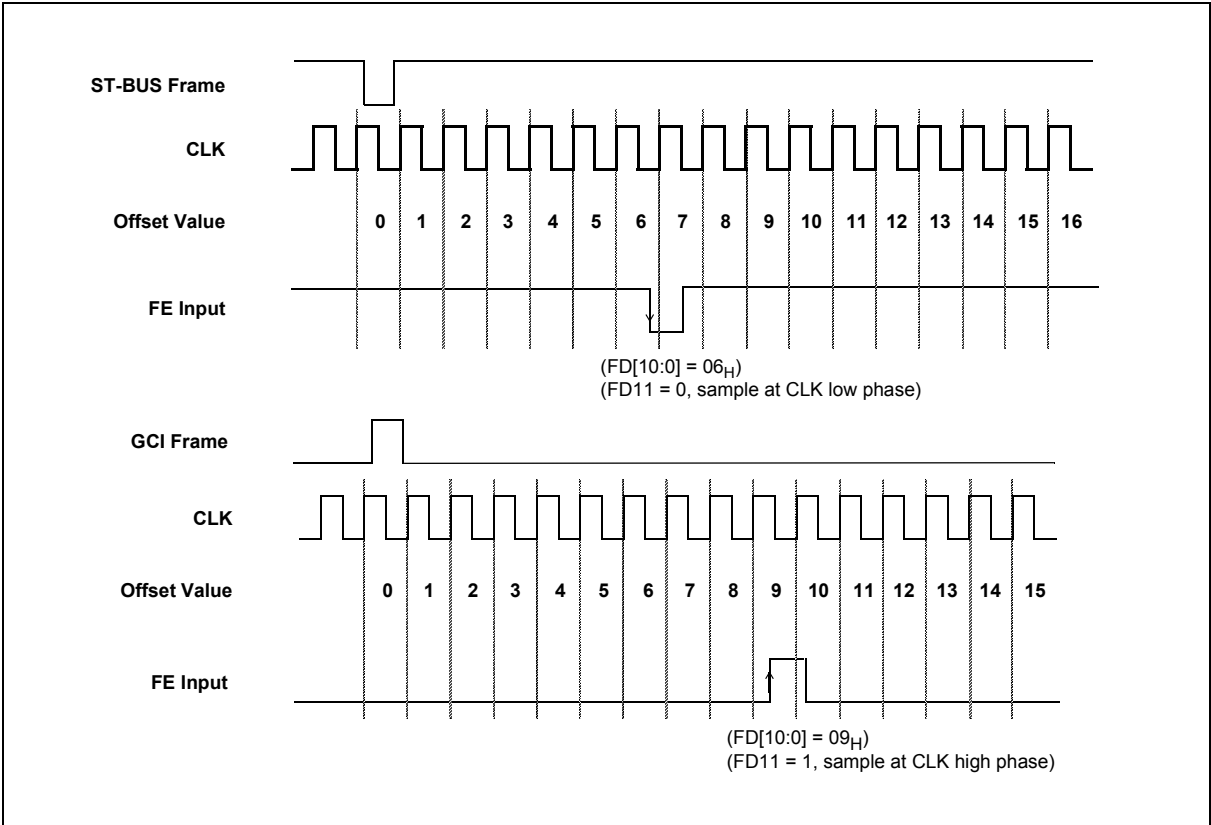 ST-BUS Frame
CLK
Offset Value 0 1 2 3 4 5 6 7 8 9 10 11 12 13 14 15 16
FE Input
(FD[10:0] = 06H)
(FD11 = 0, sample at CLK low phase)
GCI Frame
CLK
Offset Value 0 1 2 3 4 5 6 7 8 9 10 11 12 13 14 15
FE Input
(FD[10:0] = 09H)
(FD11 = 1, sample at CLK high phase)